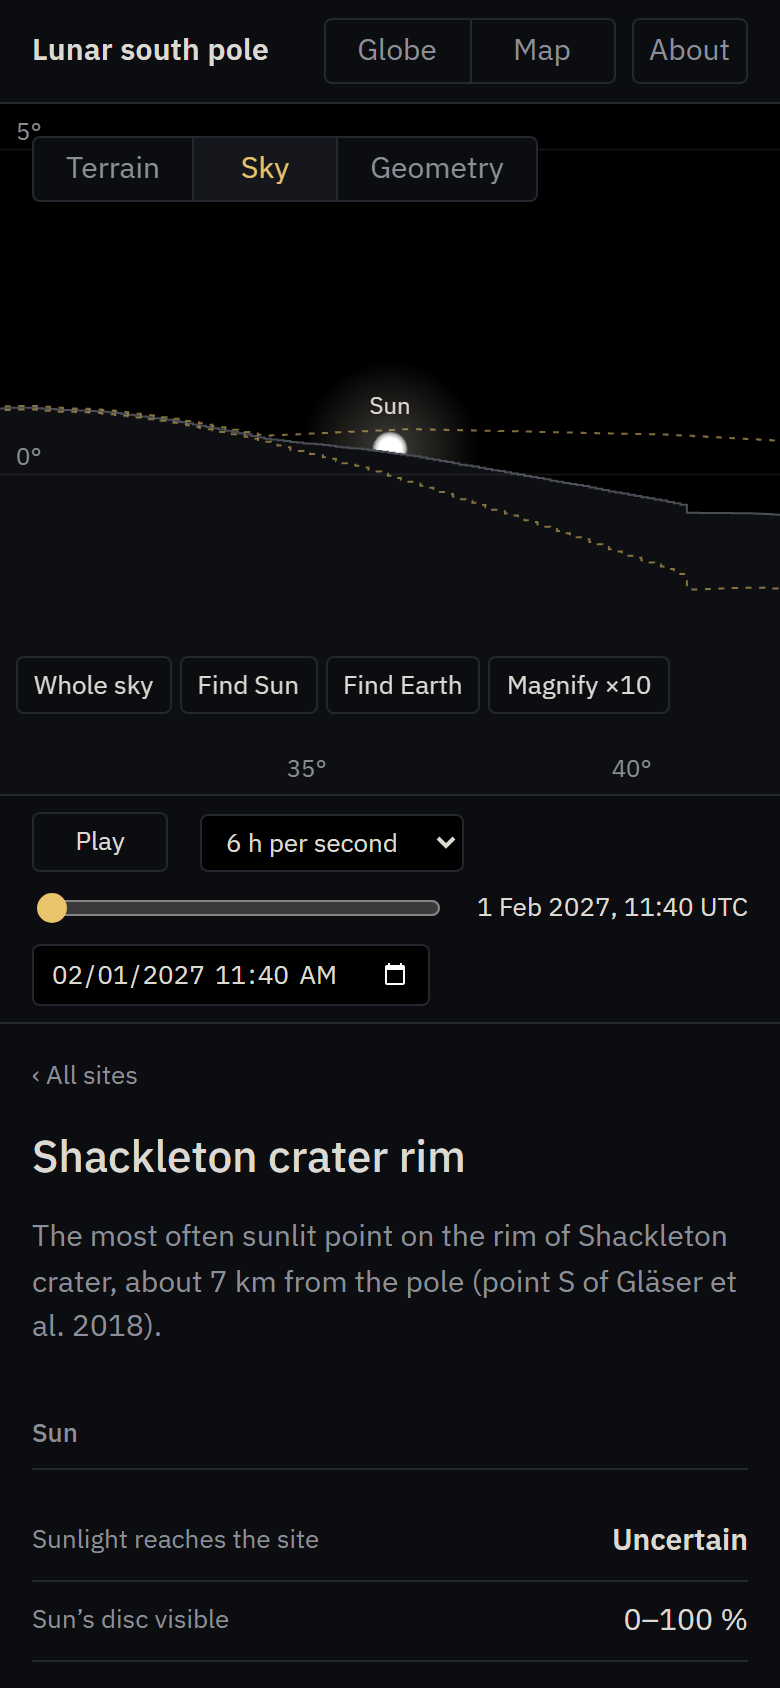 Lunar south pole
Globe
Map
About
5°
Terrain
Sky
Geometry
Sun
0°
Whole sky
Find Sun
Find Earth
Magnify ×10
35°
40°
Play
6 h per second
1 Feb 2027, 11:40 UTC
02/01/2027 11:40 AM
‹ All sites
Shackleton crater rim
The most often sunlit point on the rim of Shackleton
crater, about 7 km from the pole (point S of Gläser et
al. 2018).
Sun
Sunlight reaches the site
Uncertain
Sun’s disc visible
0–100 %